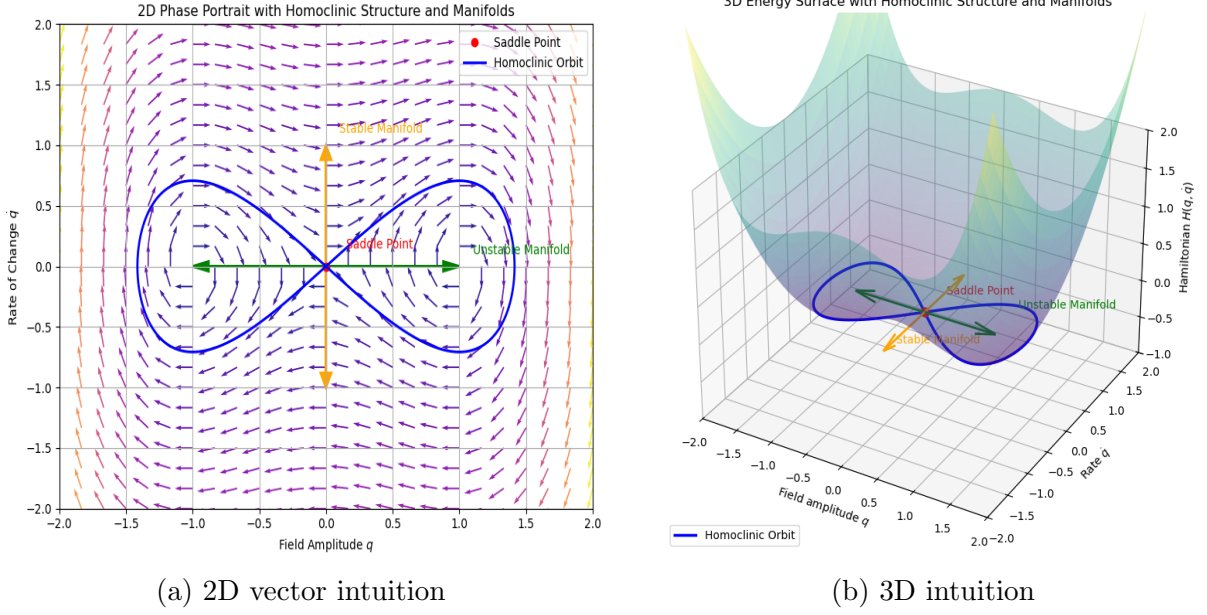 2D Phase Portrait with Homoclinic Structure and Manifolds
2.0
1.5
1.0
0.5
0.0
−0.5
−1.0
−1.5
−2.0
Rate of Change q̇
Saddle Point
Homoclinic Orbit
Stable Manifold
Saddle Point
Unstable Manifold
−2.0 −1.5 −1.0 −0.5 0.0 0.5 1.0 1.5 2.0
Field Amplitude q
(a) 2D vector intuition
3D Energy Surface with Homoclinic Structure and Manifolds
Saddle Point
Unstable Manifold
Stable Manifold
2.0
1.5
1.0
0.5
0.0
−0.5
−1.0
Hamiltonian H(q, q̇)
2.0
1.5
1.0
0.5
0.0
−0.5
−1.0
−1.5
−2.0
Rate q̇
−2.0 −1.5 −1.0 −0.5 0.0 0.5 1.0 1.5 2.0
Field amplitude q
Homoclinic Orbit
(b) 3D intuition